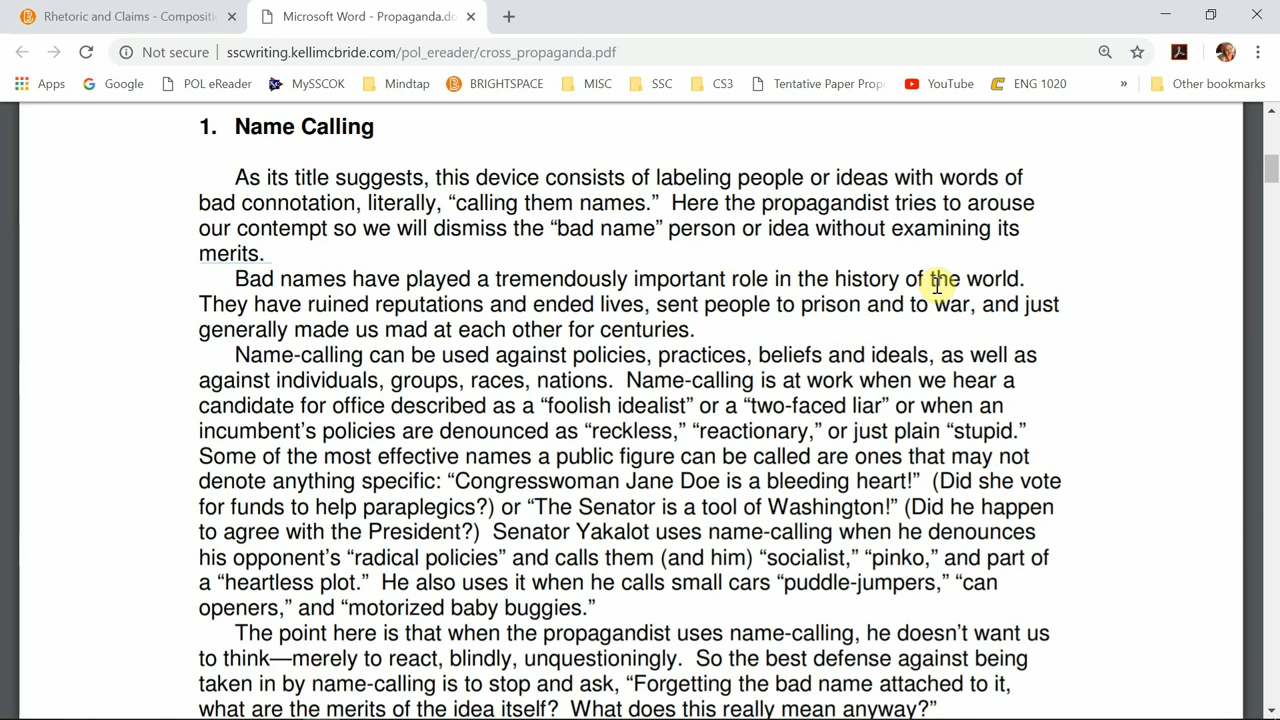 Rhetoric and Claims - Compositi
Microsoft Word - Propaganda.do
Not secure | sscwriting.kellimcbride.com/pol_ereader/cross_propaganda.pdf
Apps Google POL eReader MySSCOK Mindtap BRIGHTSPACE MISC SSC CS3 Tentative Paper Prop YouTube ENG 1020 » Other bookmarks
1. Name Calling
As its title suggests, this device consists of labeling people or ideas with words of
bad connotation, literally, “calling them names.” Here the propagandist tries to arouse
our contempt so we will dismiss the “bad name” person or idea without examining its
merits.
Bad names have played a tremendously important role in the history of the world.
They have ruined reputations and ended lives, sent people to prison and to war, and just
generally made us mad at each other for centuries.
Name-calling can be used against policies, practices, beliefs and ideals, as well as
against individuals, groups, races, nations. Name-calling is at work when we hear a
candidate for office described as a “foolish idealist” or a “two-faced liar” or when an
incumbent’s policies are denounced as “reckless,” “reactionary,” or just plain “stupid.”
Some of the most effective names a public figure can be called are ones that may not
denote anything specific: “Congresswoman Jane Doe is a bleeding heart!” (Did she vote
for funds to help paraplegics?) or “The Senator is a tool of Washington!” (Did he happen
to agree with the President?) Senator Yakalot uses name-calling when he denounces
his opponent’s “radical policies” and calls them (and him) “socialist,” “pinko,” and part of
a “heartless plot.” He also uses it when he calls small cars “puddle-jumpers,” “can
openers,” and “motorized baby buggies.”
The point here is that when the propagandist uses name-calling, he doesn’t want us
to think—merely to react, blindly, unquestioningly. So the best defense against being
taken in by name-calling is to stop and ask, “Forgetting the bad name attached to it,
what are the merits of the idea itself? What does this really mean anyway?”